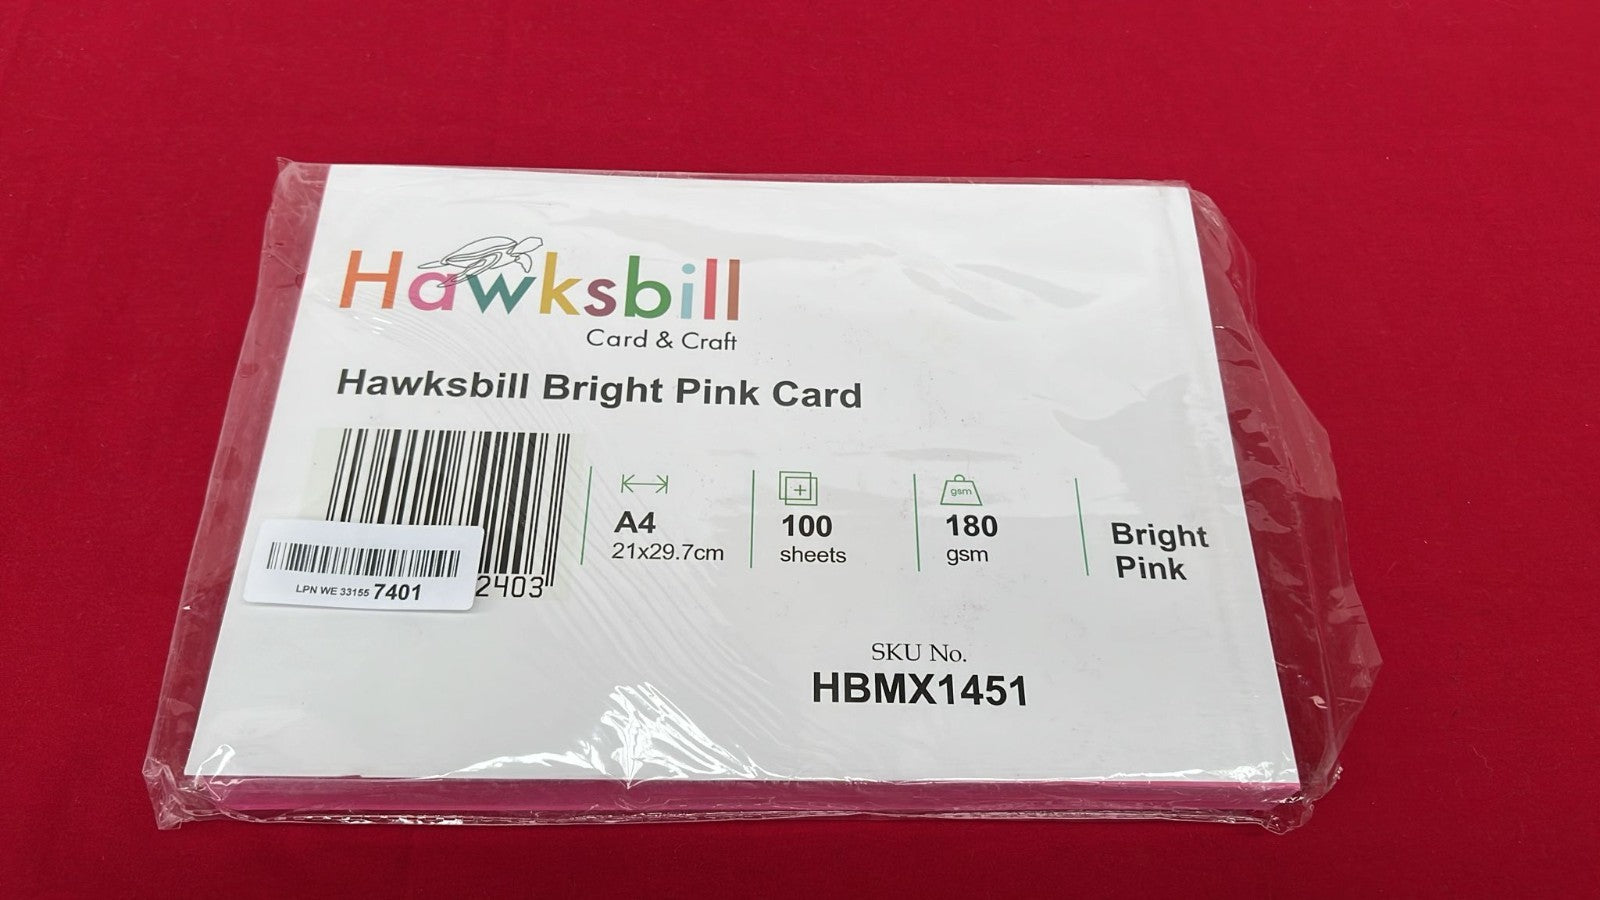 Hawksbill
Card & Craft
Hawksbill Bright Pink Card
A4
21x29.7cm
100
sheets
gsm
180
gsm
Bright
Pink
2403
LPN WE 33155 7401
SKU No.
HBMX1451